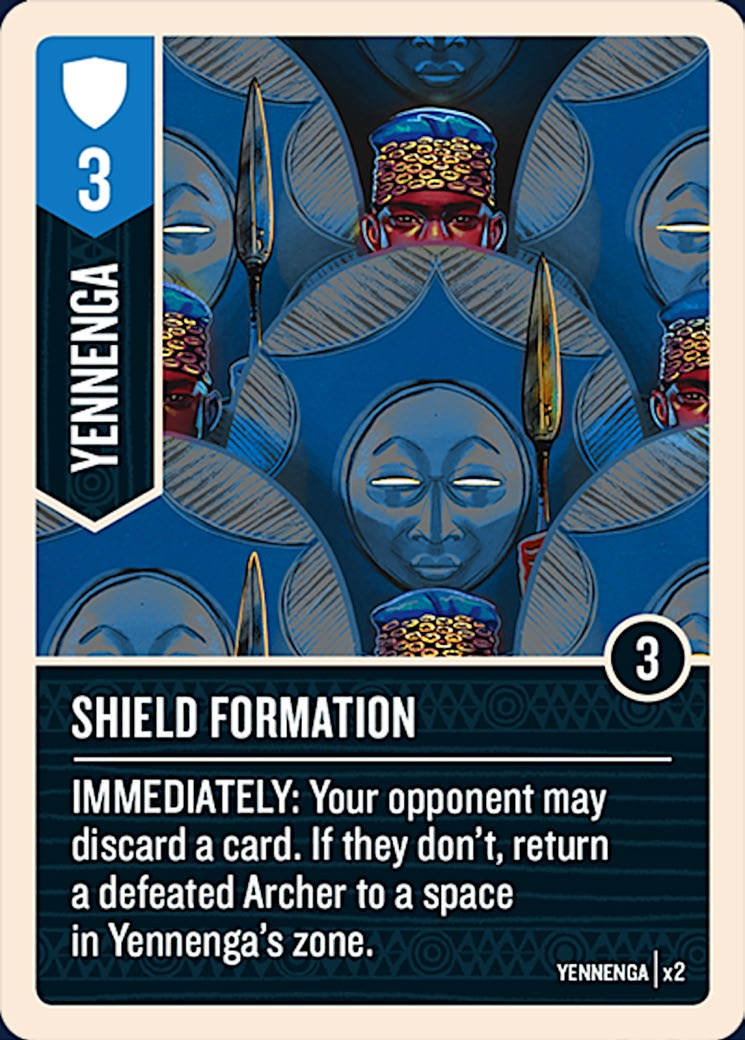 3
YENNENGA
3
SHIELD FORMATION
IMMEDIATELY: Your opponent may
discard a card. If they don’t, return
a defeated Archer to a space
in Yennenga’s zone.
YENNENGA | x2